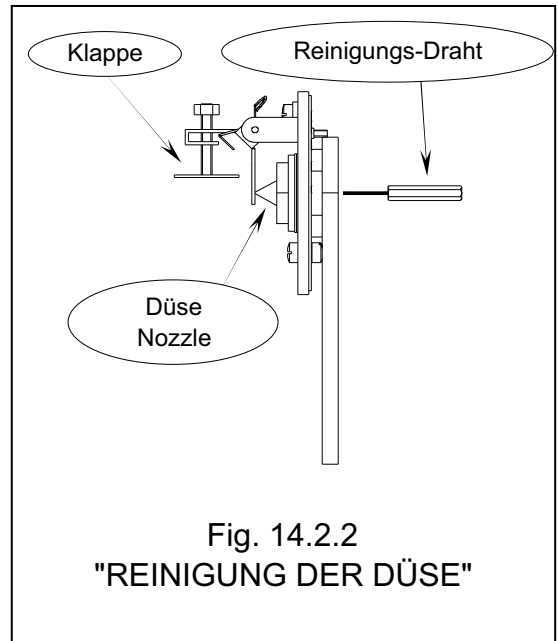 Klappe
Reinigungs-Draht
Düse
Nozzle
Fig. 14.2.2
"REINIGUNG DER DÜSE"